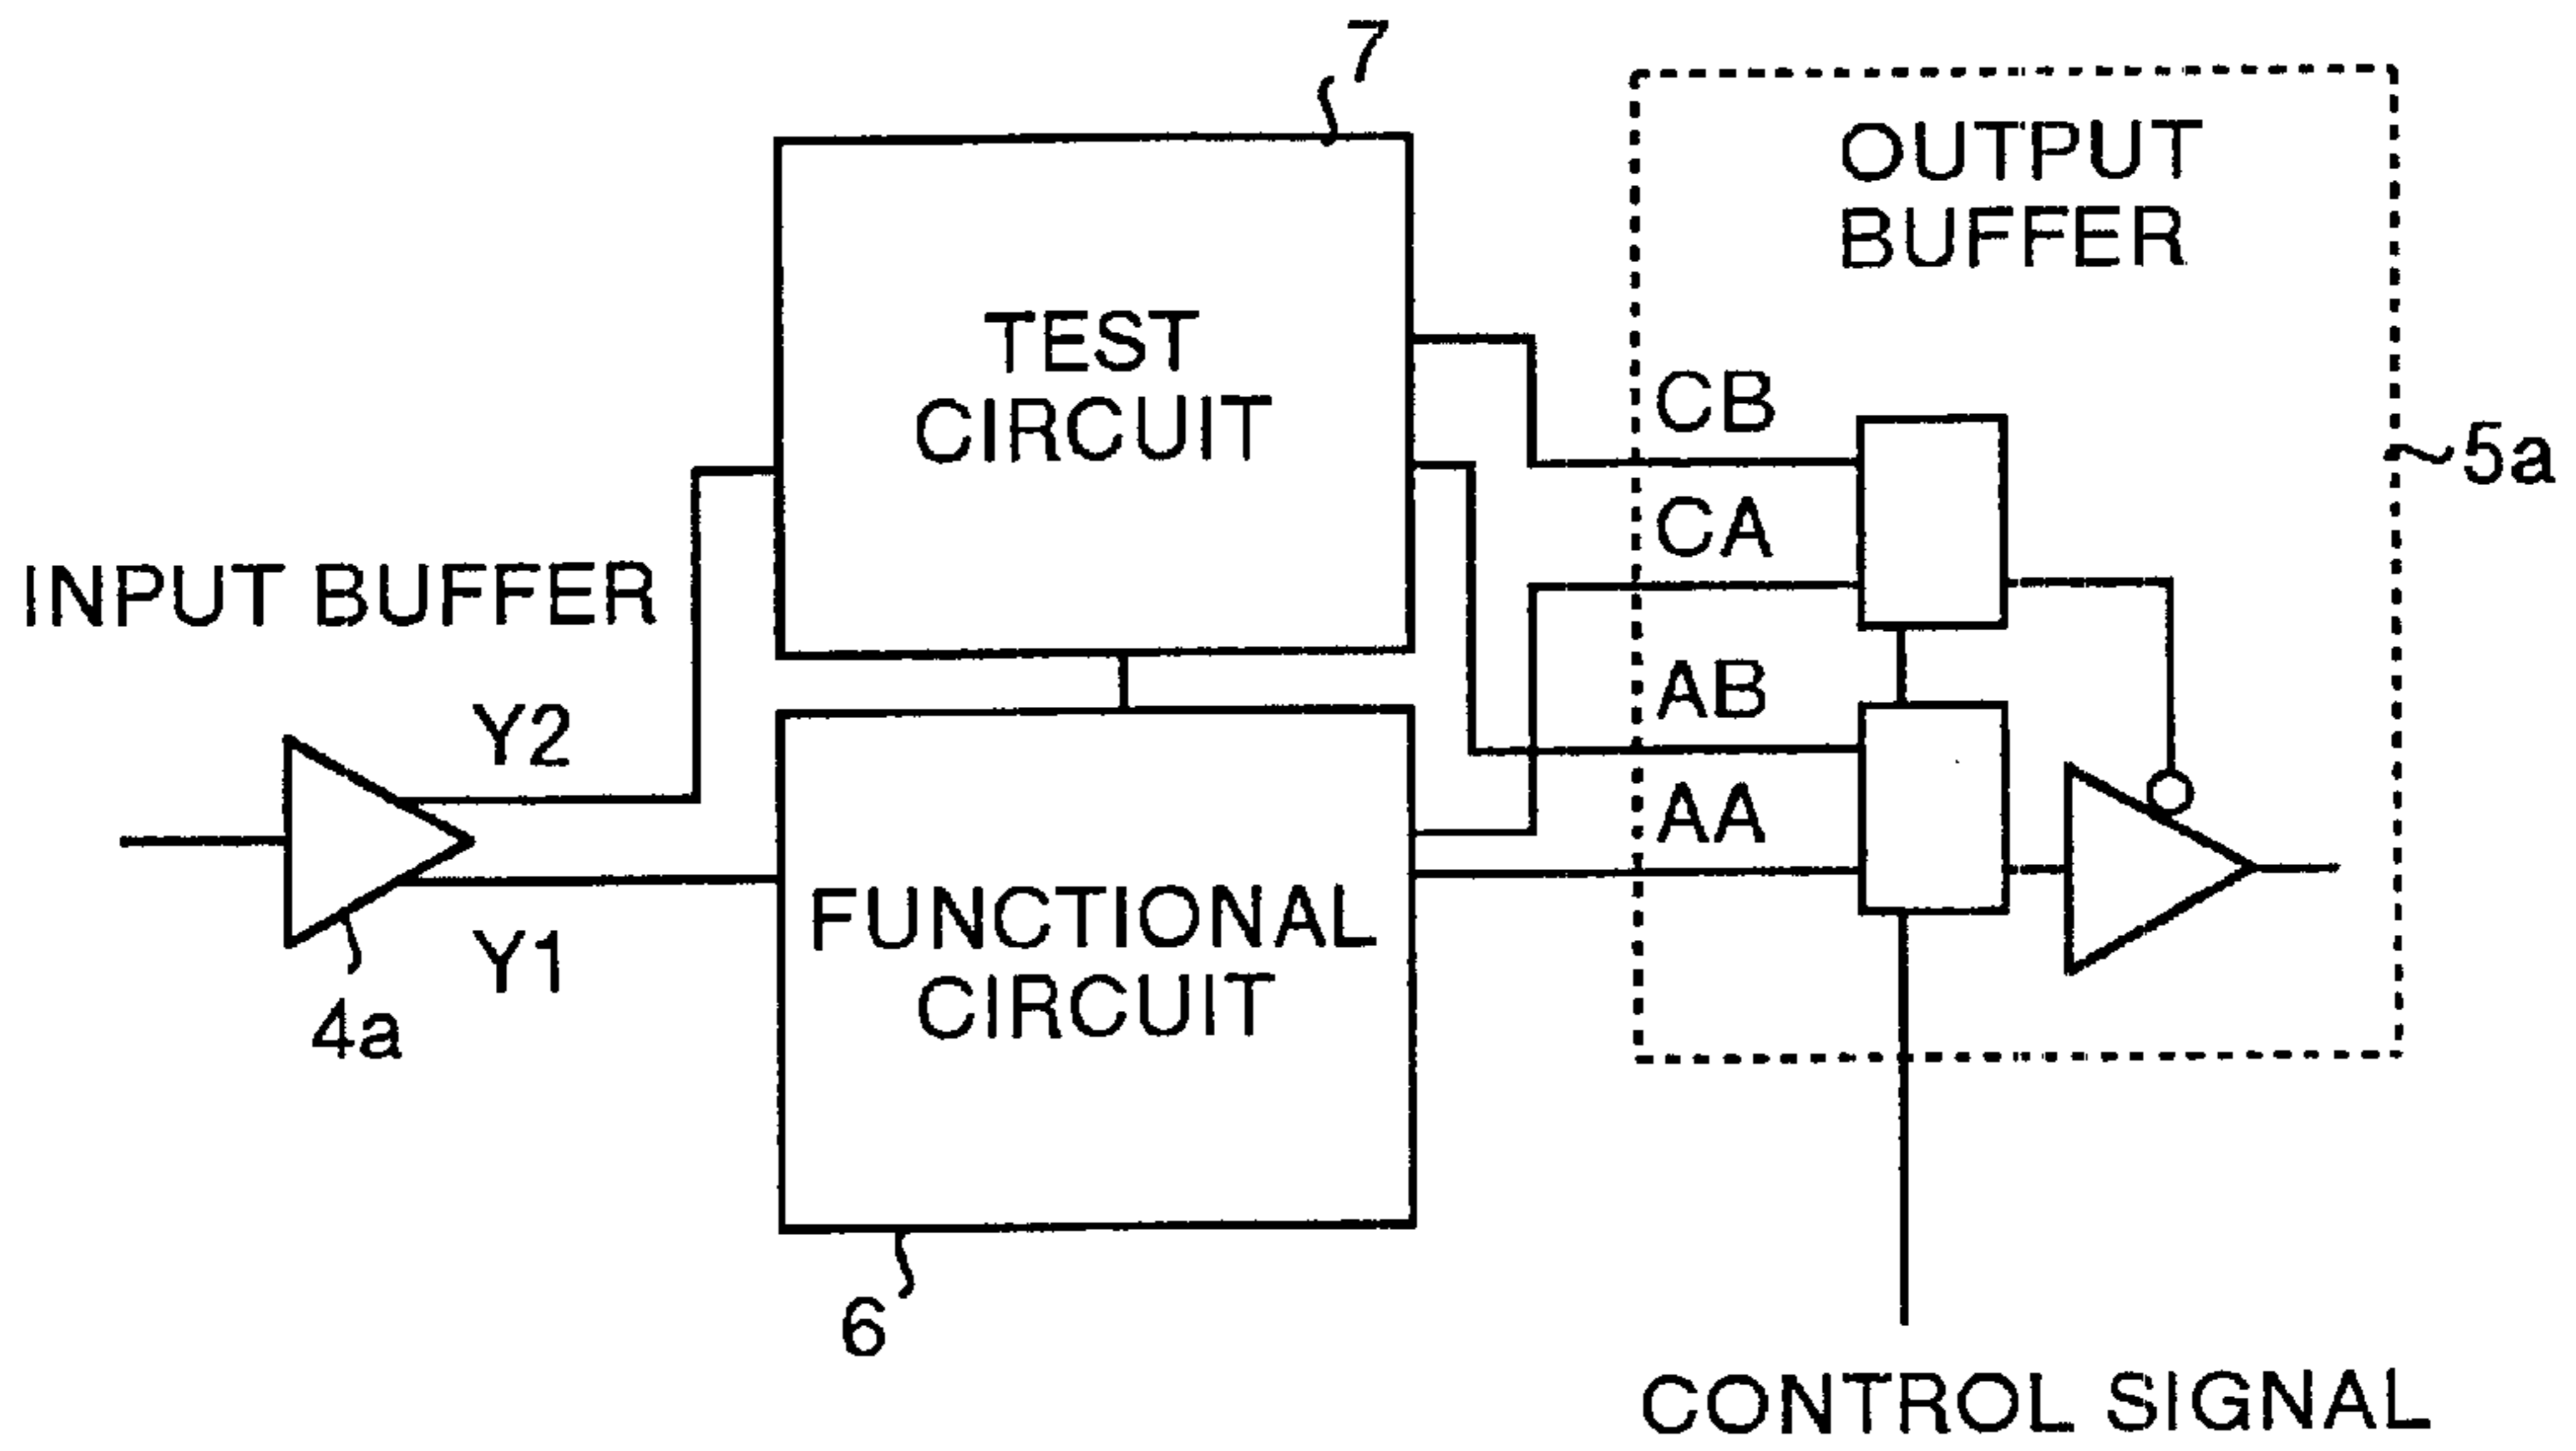 7
OUTPUT
BUFFER
TEST
CIRCUIT
CB
5a
CA
INPUT BUFFER
AB
Y2
AA
FUNCTIONAL
CIRCUIT
Y1
4a
6
CONTROL SIGNAL